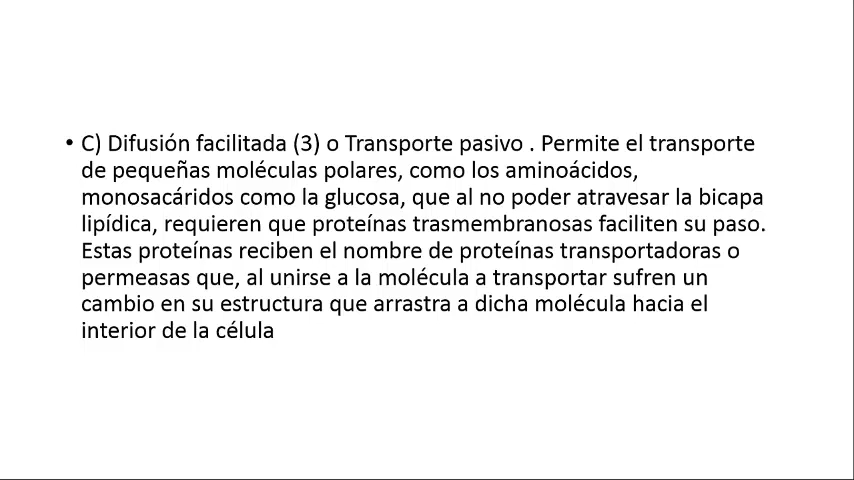 • C) Difusión facilitada (3) o Transporte pasivo . Permite el transporte
de pequeñas moléculas polares, como los aminoácidos,
monosacáridos como la glucosa, que al no poder atravesar la bicapa
lipídica, requieren que proteínas trasmembranosas faciliten su paso.
Estas proteínas reciben el nombre de proteínas transportadoras o
permeasas que, al unirse a la molécula a transportar sufren un
cambio en su estructura que arrastra a dicha molécula hacia el
interior de la célula